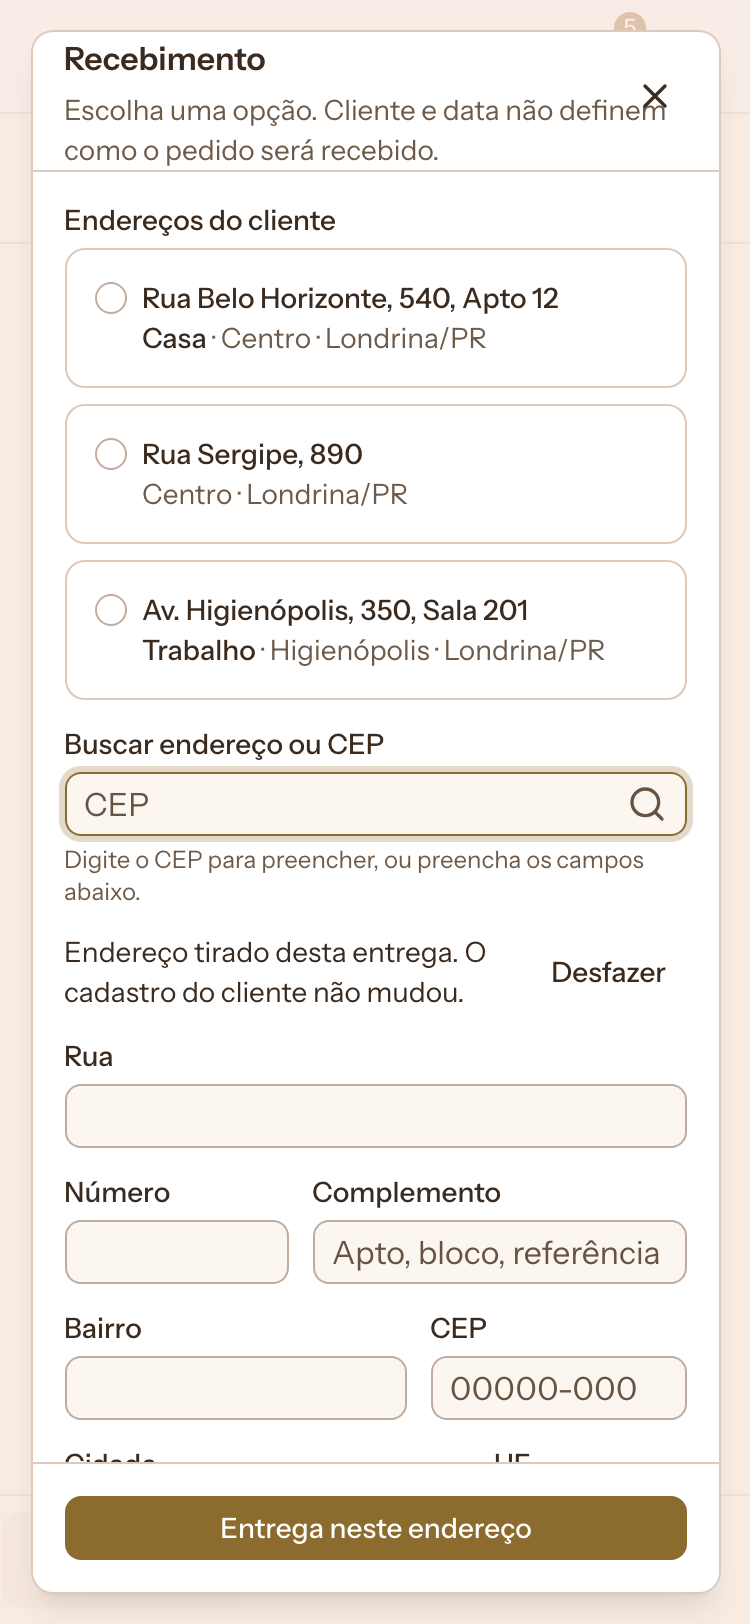 5
Recebimento
Escolha uma opção. Cliente e data não definem
como o pedido será recebido.
Endereços do cliente
Rua Belo Horizonte, 540, Apto 12
Casa · Centro · Londrina/PR
Rua Sergipe, 890
Centro · Londrina/PR
Av. Higienópolis, 350, Sala 201
Trabalho · Higienópolis · Londrina/PR
Buscar endereço ou CEP
CEP
Digite o CEP para preencher, ou preencha os campos
abaixo.
Endereço tirado desta entrega. O
cadastro do cliente não mudou.
Desfazer
Rua
Número
Complemento
Apto, bloco, referência
Bairro
CEP
00000-000
Cidade
UF
Entrega neste endereço